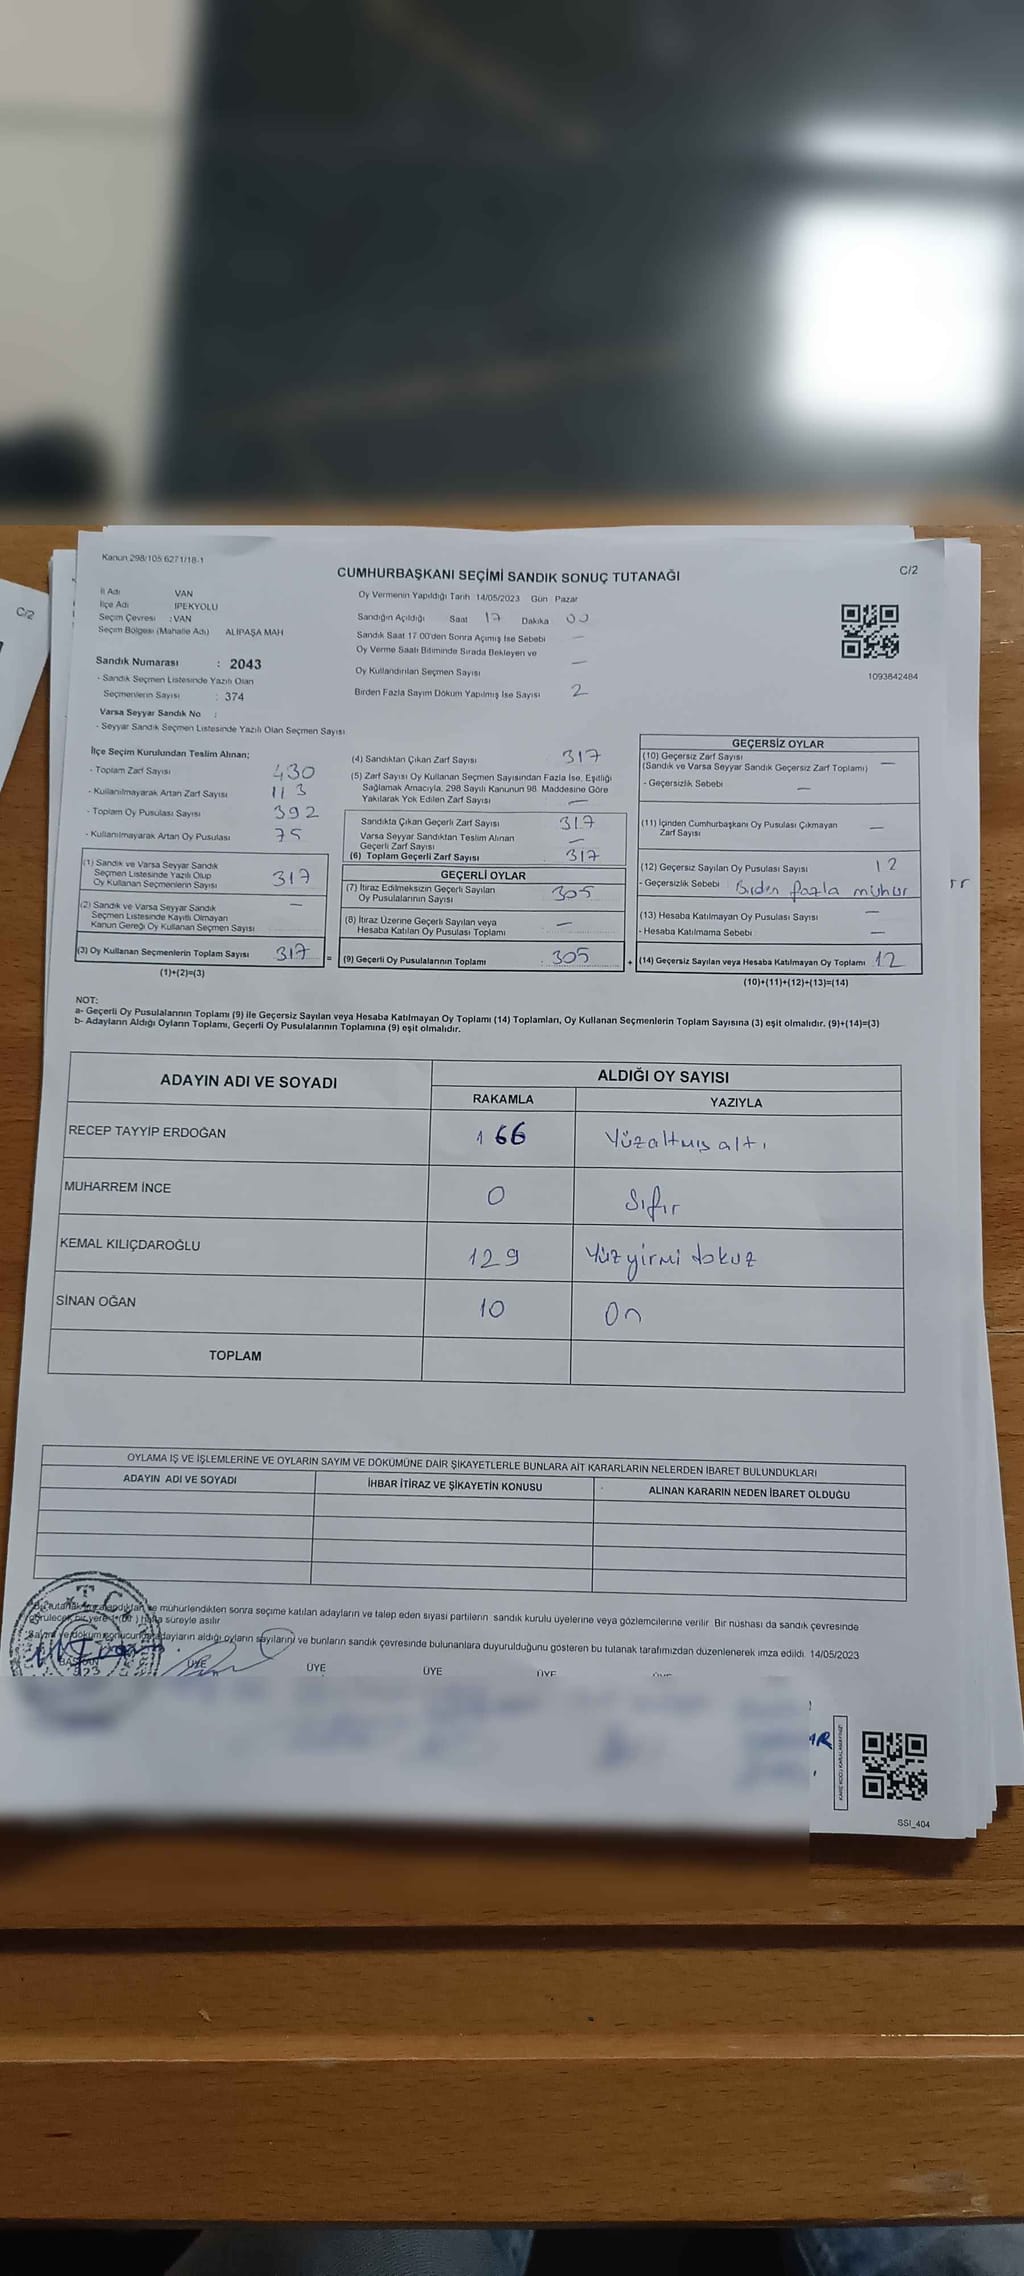 C/2
Kanun 298/105 6271/18-1
CUMHURBAŞKANI SEÇİMİ SANDIK SONUÇ TUTANAĞI
C/2
İl Adı VAN
İlçe Adı İPEKYOLU
Seçim Çevresi : VAN
Seçim Bölgesi (Mahalle Adı) ALİPAŞA MAH
Sandık Numarası : 2043
- Sandık Seçmen Listesinde Yazılı Olan
Seçmenlerin Sayısı : 374
Varsa Seyyar Sandık No :
- Seyyar Sandık Seçmen Listesinde Yazılı Olan Seçmen Sayısı
Oy Vermenin Yapıldığı Tarih 14/05/2023 Gün Pazar
Sandığın Açıldığı Saat 17 Dakika 00
Sandık Saat 17 00'den Sonra Açımış İse Sebebi —
Oy Verme Saati Bitiminde Sırada Bekleyen ve
Oy Kullandırılan Seçmen Sayısı —
Birden Fazla Sayım Döküm Yapılmış İse Sayısı 2
1093642484
İlçe Seçim Kurulundan Teslim Alınan;
- Toplam Zarf Sayısı 430
- Kullanılmayarak Artan Zarf Sayısı 113
- Toplam Oy Pusulası Sayısı 392
- Kullanılmayarak Artan Oy Pusulası 75
(1) Sandık ve Varsa Seyyar Sandık
Seçmen Listesinde Yazılı Olup
Oy Kullanan Seçmenlerin Sayısı 317
(2) Sandık ve Varsa Seyyar Sandık
Seçmen Listesinde Kayıtlı Olmayan
Kanun Gereği Oy Kullanan Seçmen Sayısı —
(3) Oy Kullanan Seçmenlerin Toplam Sayısı 317
(1)+(2)=(3)
(4) Sandıktan Çıkan Zarf Sayısı 317
(5) Zarf Sayısı Oy Kullanan Seçmen Sayısından Fazla İse, Eşitliği
Sağlamak Amacıyla, 298 Sayılı Kanunun 98. Maddesine Göre
Yakılarak Yok Edilen Zarf Sayısı —
Sandıkta Çıkan Geçerli Zarf Sayısı 317
Varsa Seyyar Sandıktan Teslim Alınan
Geçerli Zarf Sayısı —
(6) Toplam Geçerli Zarf Sayısı 317
GEÇERLİ OYLAR
(7) İtiraz Edilmeksizin Geçerli Sayılan
Oy Pusulalarının Sayısı 305
(8) İtiraz Üzerine Geçerli Sayılan veya
Hesaba Katılan Oy Pusulası Toplamı —
= (9) Geçerli Oy Pusulalarının Toplamı : 305 +
GEÇERSİZ OYLAR
(10) Geçersiz Zarf Sayısı —
(Sandık ve Varsa Seyyar Sandık Geçersiz Zarf Toplamı)
- Geçersizlik Sebebi —
(11) İçinden Cumhurbaşkanı Oy Pusulası Çıkmayan
Zarf Sayısı —
(12) Geçersiz Sayılan Oy Pusulası Sayısı 12
- Geçersizlik Sebebi Birden fazla mühür
(13) Hesaba Katılmayan Oy Pusulası Sayısı —
- Hesaba Katılmama Sebebi —
(14) Geçersiz Sayılan veya Hesaba Katılmayan Oy Toplamı 12
(10)+(11)+(12)+(13)=(14)
NOT:
a- Geçerli Oy Pusulalarının Toplamı (9) ile Geçersiz Sayılan veya Hesaba Katılmayan Oy Toplamı (14) Toplamları, Oy Kullanan Seçmenlerin Toplam Sayısına (3) eşit olmalıdır. (9)+(14)=(3)
b- Adayların Aldığı Oyların Toplamı, Geçerli Oy Pusulalarının Toplamına (9) eşit olmalıdır.
ADAYIN ADI VE SOYADI ALDIĞI OY SAYISI
RAKAMLA YAZIYLA
RECEP TAYYİP ERDOĞAN 166 Yüzaltmış altı
MUHARREM İNCE 0 Sıfır
KEMAL KILIÇDAROĞLU 129 Yüzyirmi dokuz
SİNAN OĞAN 10 On
TOPLAM
OYLAMA İŞ VE İŞLEMLERİNE VE OYLARIN SAYIM VE DÖKÜMÜNE DAİR ŞİKAYETLERLE BUNLARA AİT KARARLARIN NELERDEN İBARET BULUNDUKLARI
ADAYIN ADI VE SOYADI İHBAR İTİRAZ VE ŞİKAYETİN KONUSU ALINAN KARARIN NEDEN İBARET OLDUĞU
T.C.
mühürlendikten sonra seçime katılan adayların ve talep eden siyasi partilerin sandık kurulu üyelerine veya gözlemcilerine verilir. Bir nüshası da sandık çevresinde
süreyle asılır
adayların aldığı oyların sayılarını ve bunların sandık çevresinde bulunanlara duyurulduğunu gösteren bu tutanak tarafımızdan düzenlenerek imza edildi. 14/05/2023
BAŞKAN ÜYE ÜYE ÜYE ÜYE
SSI_404